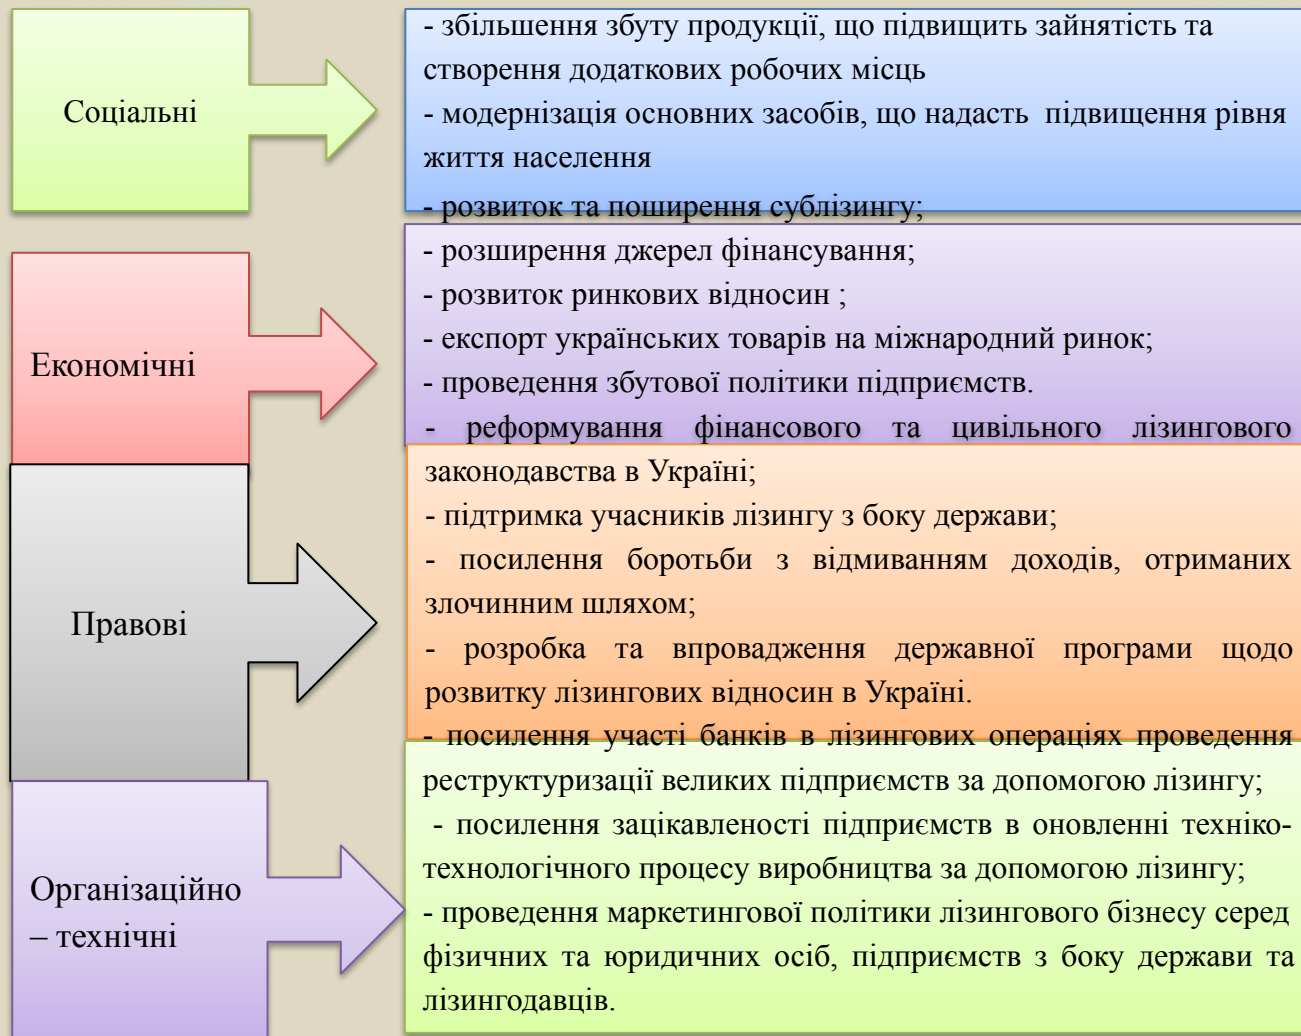 Соціальні
- збільшення збуту продукції, що підвищить зайнятість та
створення додаткових робочих місць
- модернізація основних засобів, що надасть підвищення рівня
життя населення
Економічні
- розвиток та поширення сублізингу;
- розширення джерел фінансування;
- розвиток ринкових відносин ;
- експорт українських товарів на міжнародний ринок;
- проведення збутової політики підприємств.
Правові
- реформування фінансового та цивільного лізингового
законодавства в Україні;
- підтримка учасників лізингу з боку держави;
- посилення боротьби з відмиванням доходів, отриманих
злочинним шляхом;
- розробка та впровадження державної програми щодо
розвитку лізингових відносин в Україні.
Організаційно
– технічні
- посилення участі банків в лізингових операціях проведення
реструктуризації великих підприємств за допомогою лізингу;
- посилення зацікавленості підприємств в оновленні техніко-
технологічного процесу виробництва за допомогою лізингу;
- проведення маркетингової політики лізингового бізнесу серед
фізичних та юридичних осіб, підприємств з боку держави та
лізингодавців.